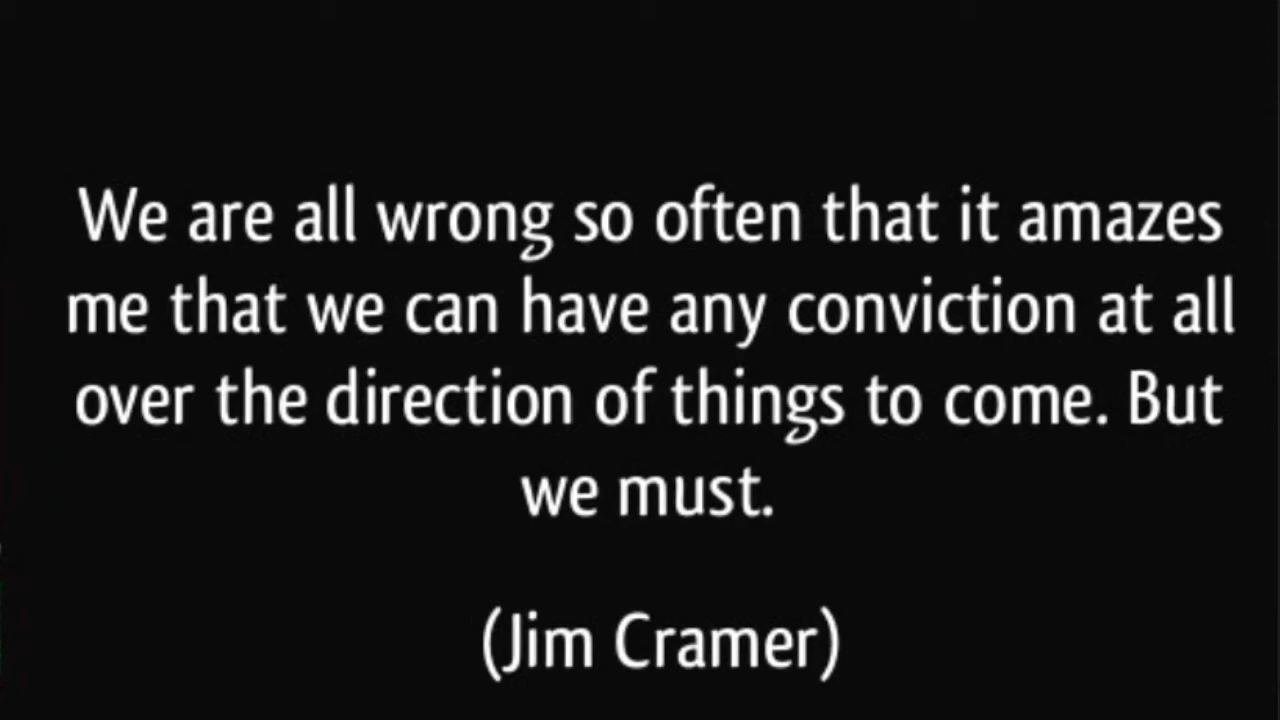 We are all wrong so often that it amazes
me that we can have any conviction at all
over the direction of things to come. But
we must.
(Jim Cramer)